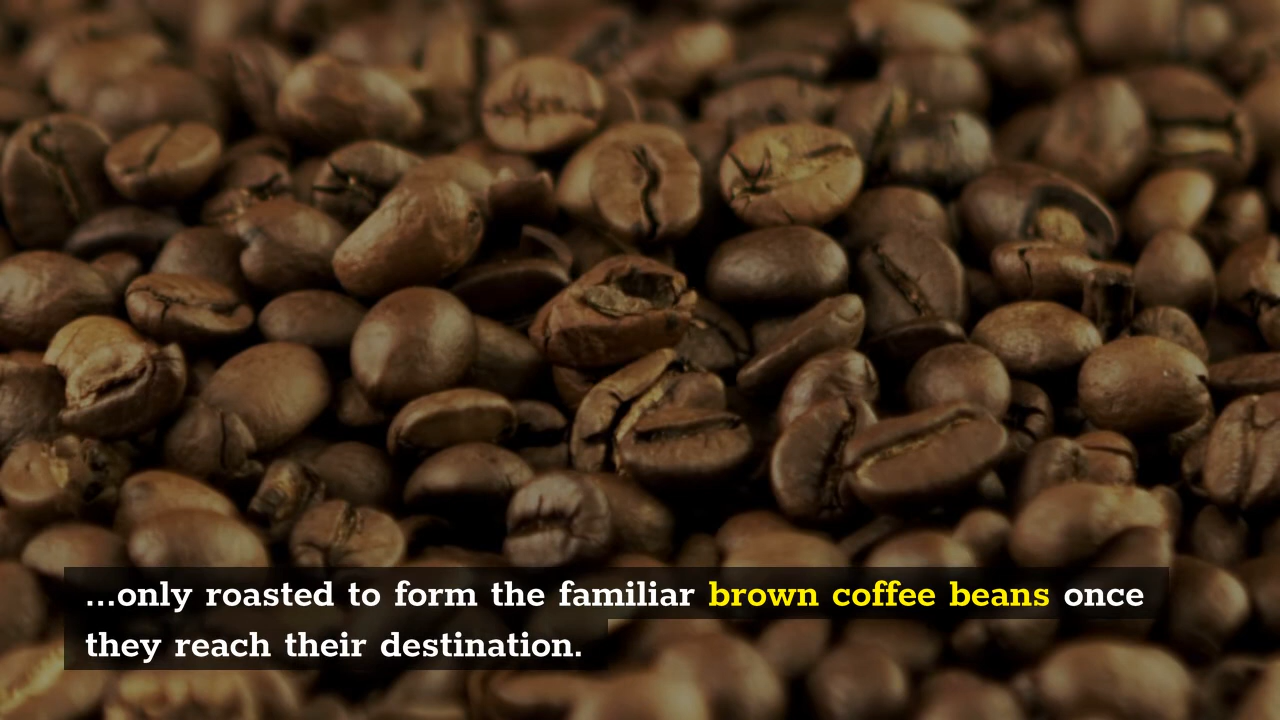 ...only roasted to form the familiar brown coffee beans once
they reach their destination.